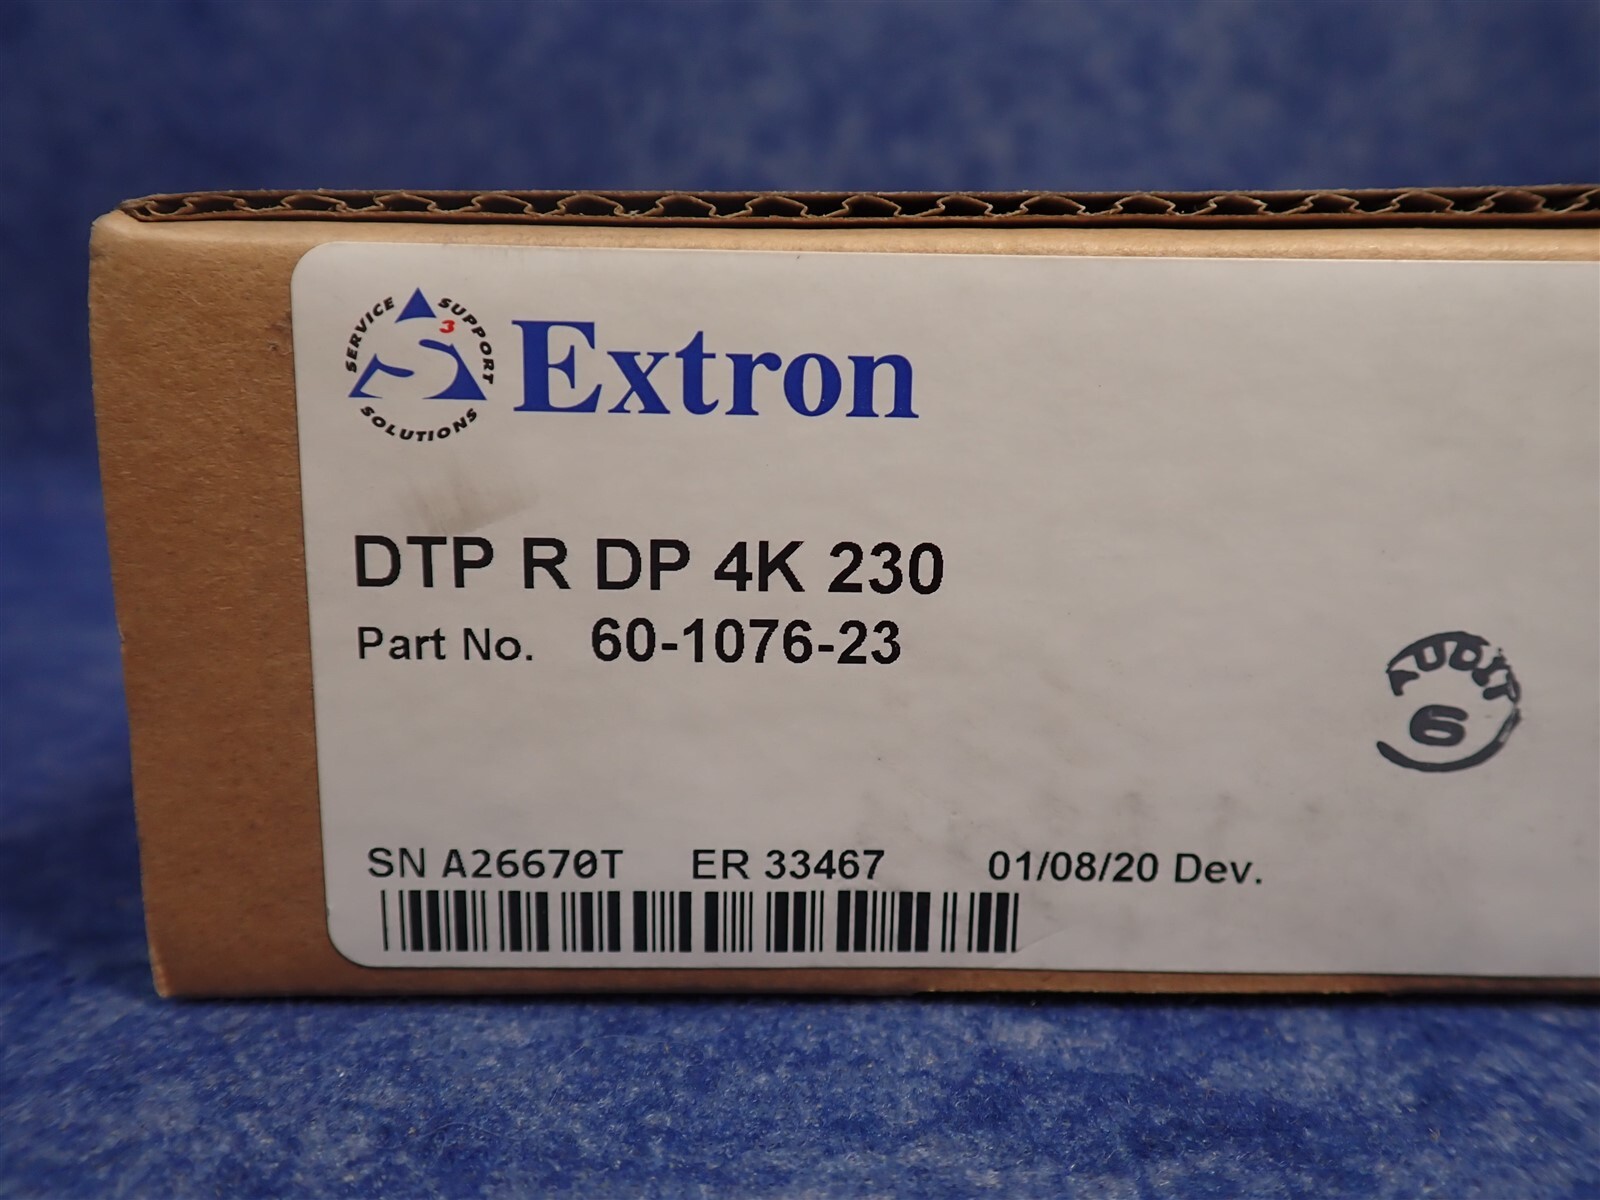 SERVICE SUPPORT SOLUTIONS
S3
Extron
DTP R DP 4K 230
Part No. 60-1076-23
AUDIT
6
SN A26670T ER 33467 01/08/20 Dev.